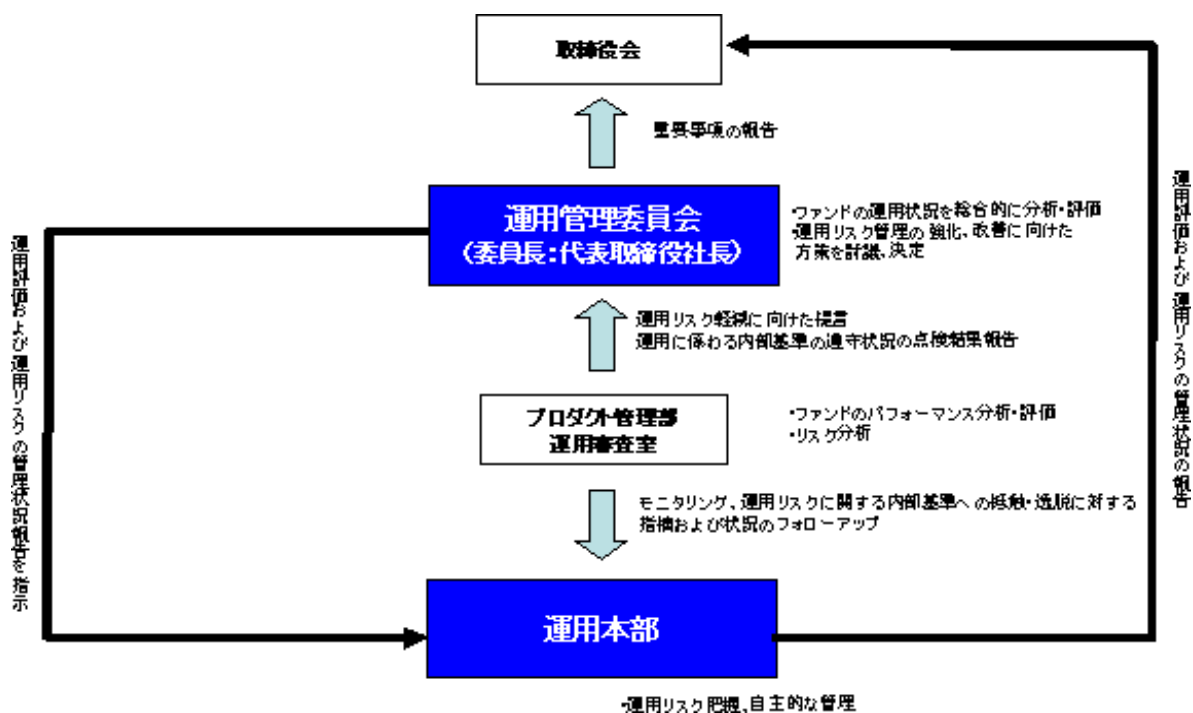 取締役会
重要事項の報告
運用管理委員会
(委員長:代表取締役社長)
・ファンドの運用状況を総合的に分析・評価
・運用リスク管理の強化、改善に向けた
方策を討議、決定
運用リスク軽減に向けた提言
運用に係わる内部基準の遵守状況の点検結果報告
プロダクト管理部
運用審査室
・ファンドのパフォーマンス分析・評価
・リスク分析
モニタリング、運用リスクに関する内部基準への抵触・逸脱に対する
指摘および状況のフォローアップ
運用本部
・運用リスク把握、自主的な管理
運用評価および運用リスクの管理状況報告を指示
運用評価および運用リスクの管理状況の報告